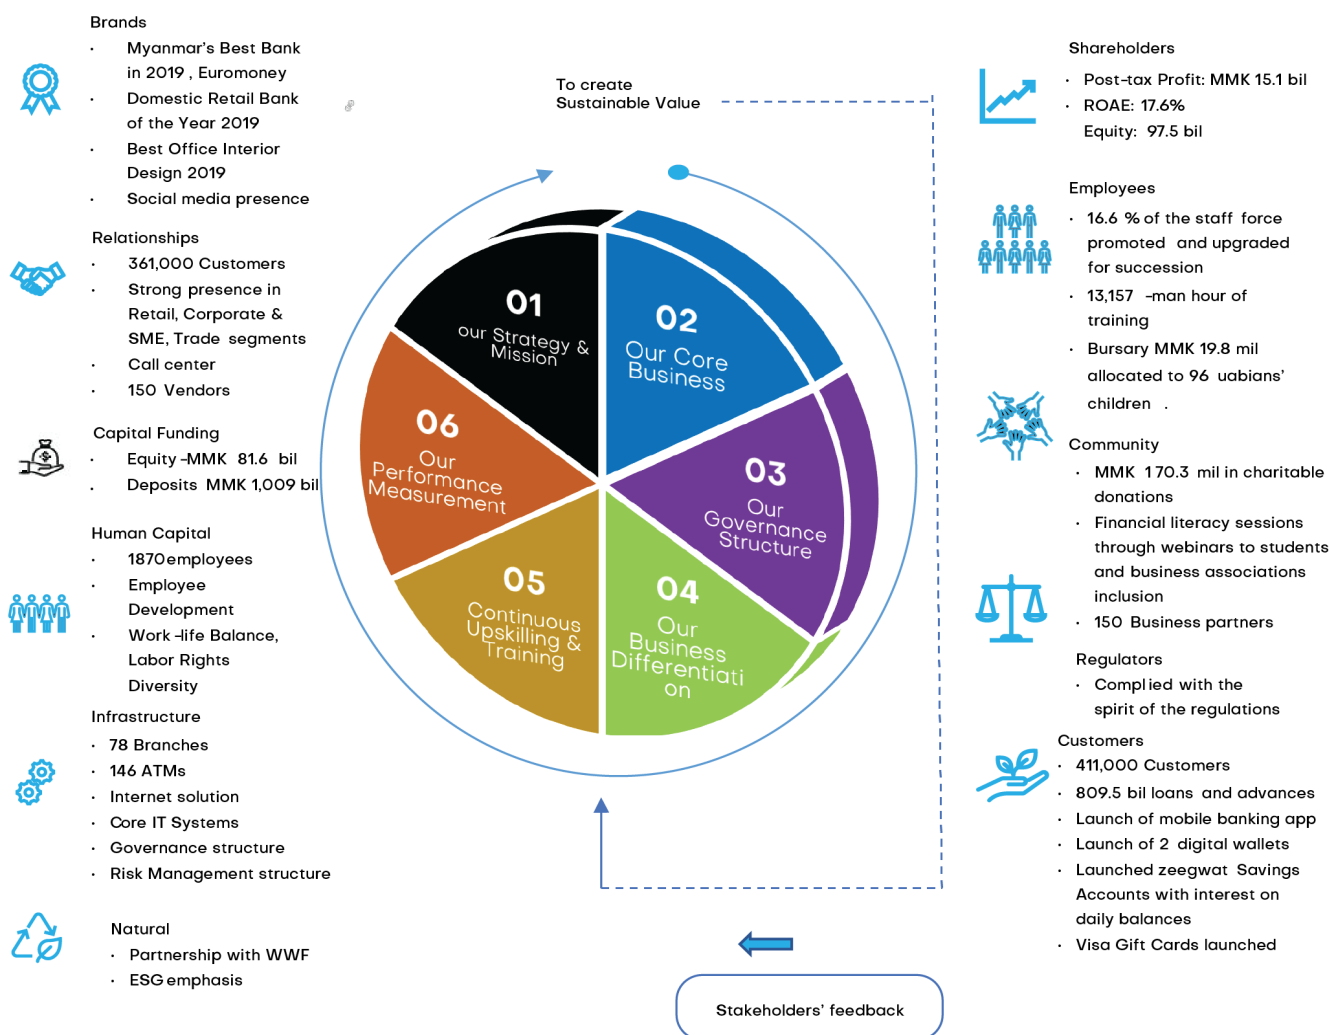 Brands
· Myanmar's Best Bank
in 2019 , Euromoney
· Domestic Retail Bank
of the Year 2019
· Best Office Interior
Design 2019
· Social media presence
Relationships
· 361,000 Customers
· Strong presence in
Retail, Corporate &
SME, Trade segments
· Call center
· 150 Vendors
Capital Funding
· Equity -MMK 81.6 bil
· Deposits MMK 1,009 bil
Human Capital
· 1870employees
· Employee
Development
· Work -life Balance,
Labor Rights
Diversity
Infrastructure
· 78 Branches
· 146 ATMs
· Internet solution
· Core IT Systems
· Governance structure
· Risk Management structure
Natural
· Partnership with WWF
· ESG emphasis
To create
Sustainable Value
01
our Strategy &
Mission
02
Our Core
Business
03
Our
Governance
Structure
04
Our
Business
Differentiati
on
05
Continuous
Upskilling &
Training
06
Our
Performance
Measurement
Stakeholders' feedback
Shareholders
· Post-tax Profit: MMK 15.1 bil
· ROAE: 17.6%
Equity: 97.5 bil
Employees
· 16.6 % of the staff force
promoted and upgraded
for succession
· 13,157 -man hour of
training
· Bursary MMK 19.8 mil
allocated to 96 uabians'
children .
Community
· MMK 170.3 mil in charitable
donations
· Financial literacy sessions
through webinars to students
and business associations
inclusion
· 150 Business partners
Regulators
· Complied with the
spirit of the regulations
Customers
· 411,000 Customers
· 809.5 bil loans and advances
· Launch of mobile banking app
· Launch of 2 digital wallets
· Launched zeegwat Savings
Accounts with interest on
daily balances
· Visa Gift Cards launched